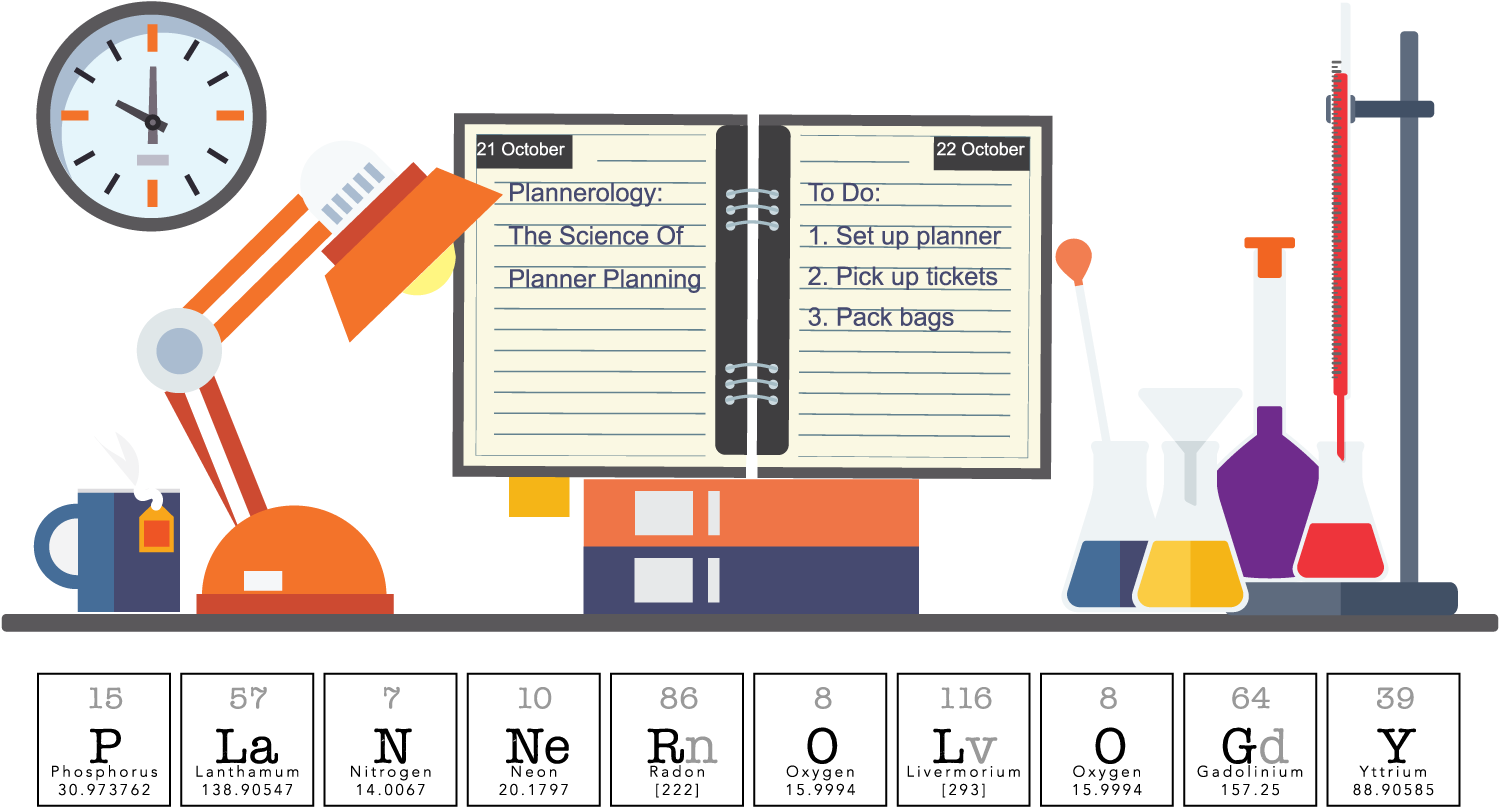 21 October
Plannerology:
The Science Of
Planner Planning
22 October
To Do:
1. Set up planner
2. Pick up tickets
3. Pack bags
15 57 7 10 86 8 116 8 64 39
P La N Ne Rn O Lv O Gd Y
Phosphorus Lanthamum Nitrogen Neon Radon Oxygen Livermorium Oxygen Gadolinium Yttrium
30.973762 138.90547 14.0067 20.1797 [222] 15.9994 [293] 15.9994 157.25 88.90585